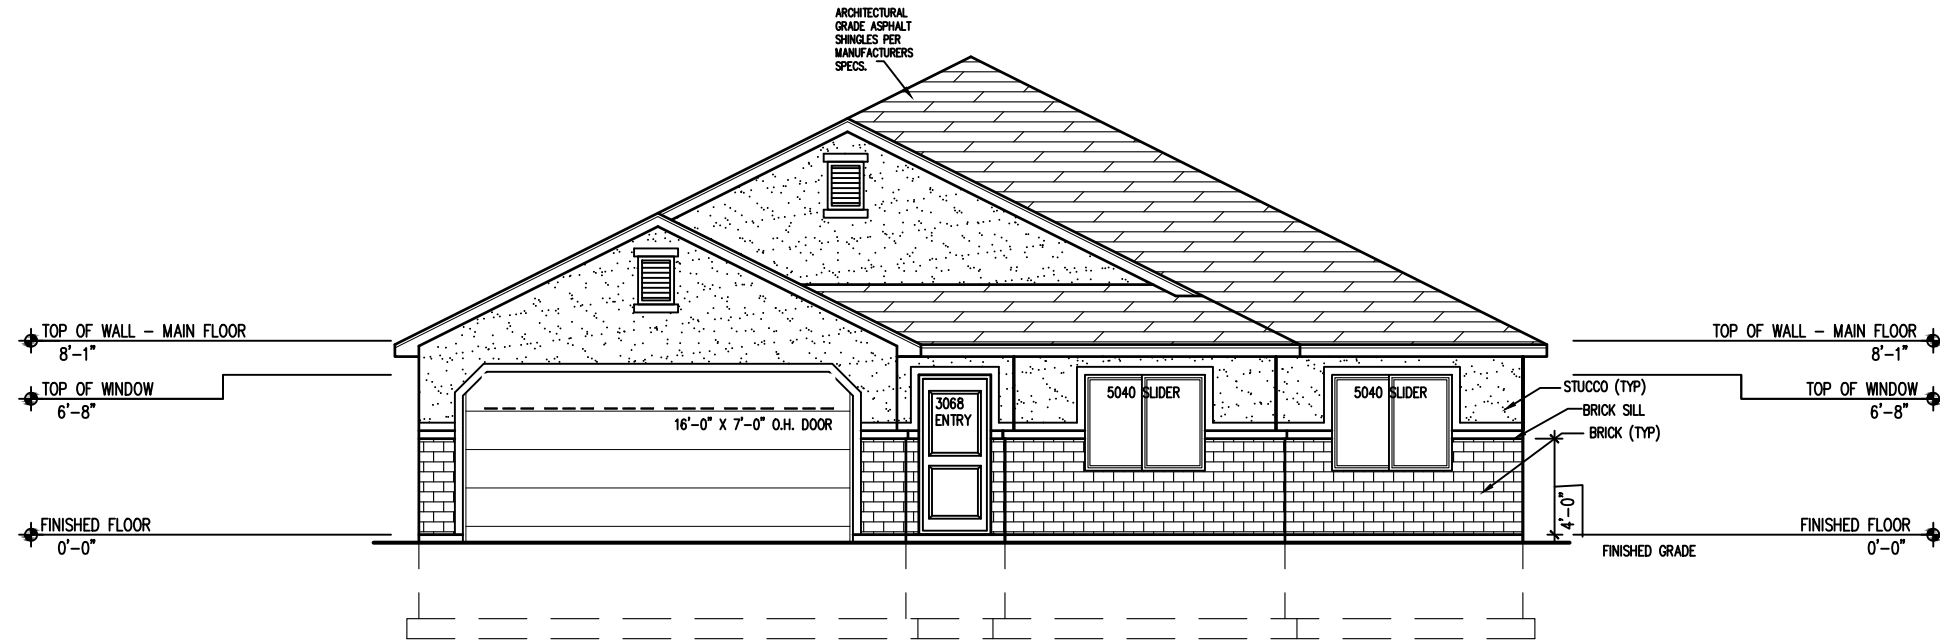 ARCHITECTURAL
GRADE ASPHALT
SHINGLES PER
MANUFACTURERS
SPECS.
TOP OF WALL – MAIN FLOOR
8'-1"
TOP OF WINDOW
6'-8"
FINISHED FLOOR
0'-0"
16'-0" X 7'-0" O.H. DOOR
3068
ENTRY
5040 SLIDER
5040 SLIDER
TOP OF WALL – MAIN FLOOR
8'-1"
STUCCO (TYP)
TOP OF WINDOW
6'-8"
BRICK SILL
BRICK (TYP)
4'-0"
FINISHED FLOOR
0'-0"
FINISHED GRADE